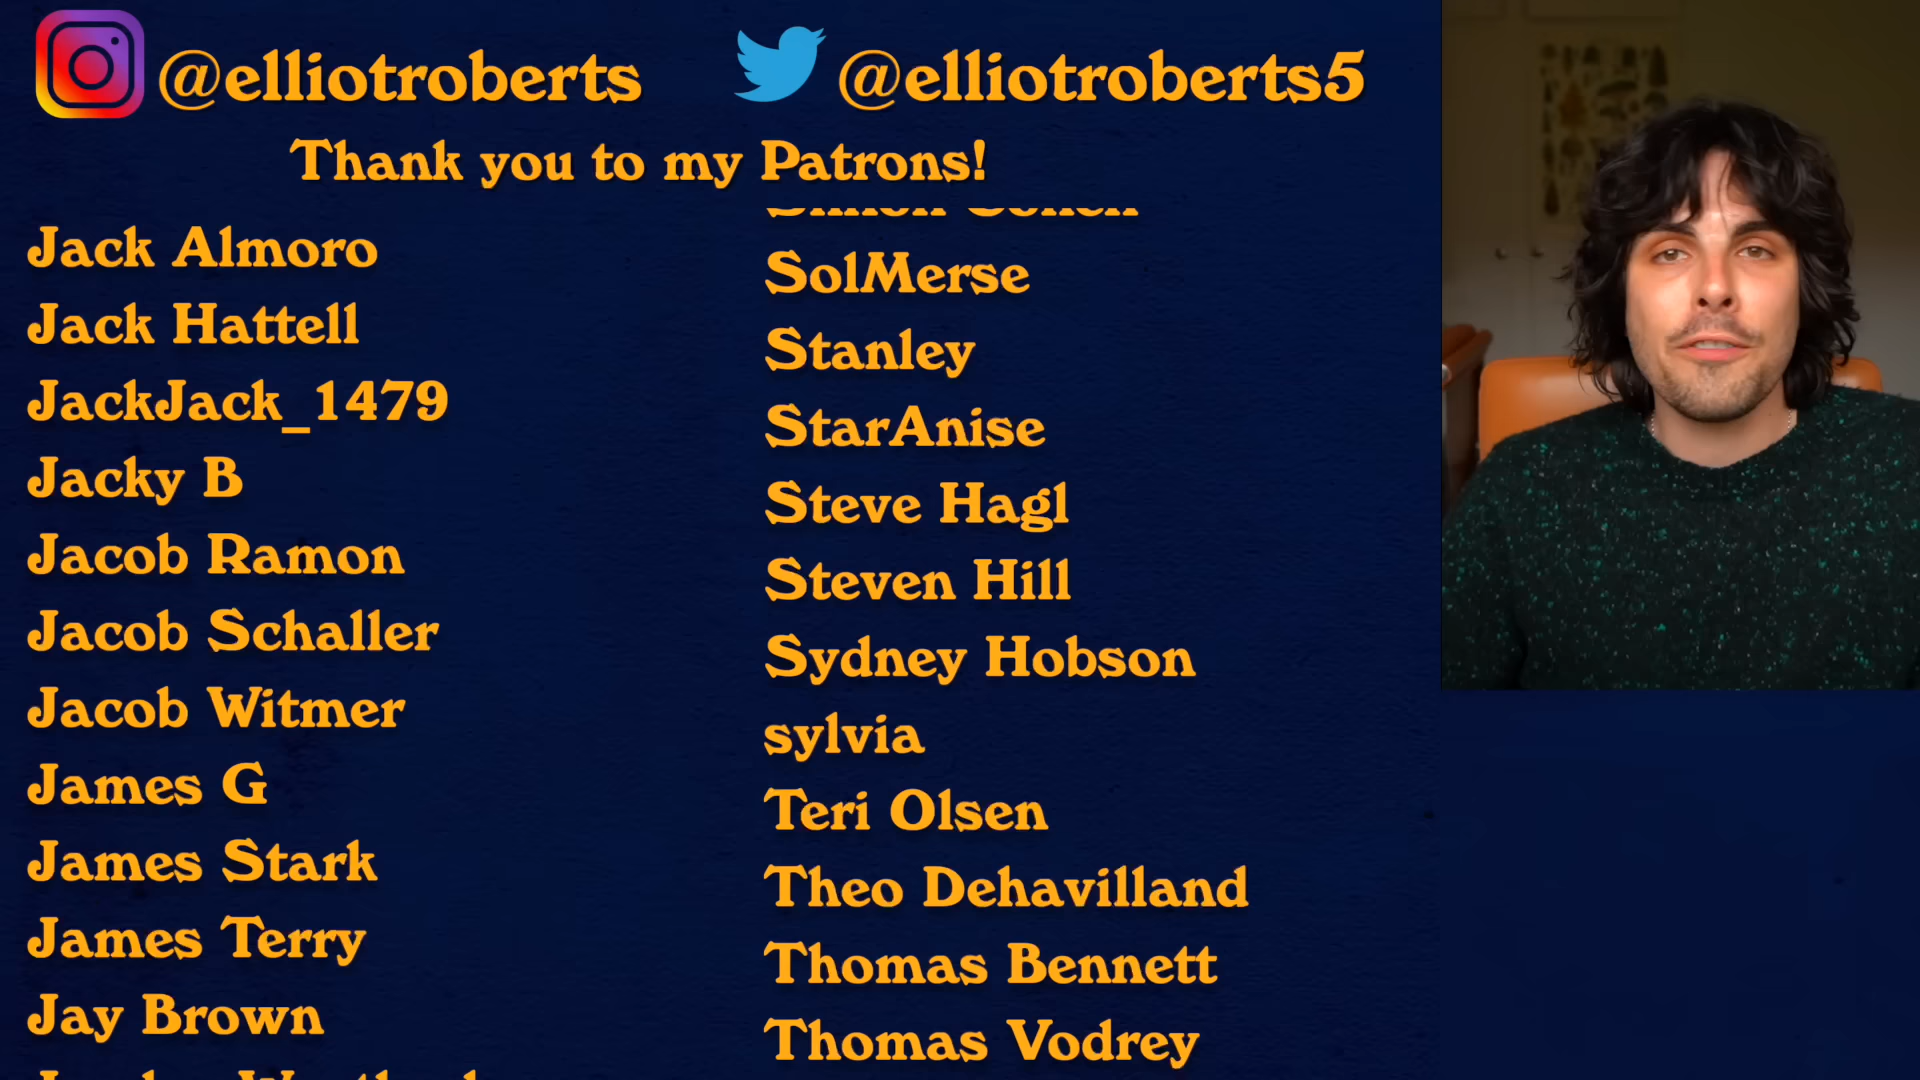 @elliotroberts
@elliotroberts5
Thank you to my Patrons!
Jack Almoro
Jack Hattell
JackJack_1479
Jacky B
Jacob Ramon
Jacob Schaller
Jacob Witmer
James G
James Stark
James Terry
Jay Brown
SolMerse
Stanley
StarAnise
Steve Hagl
Steven Hill
Sydney Hobson
sylvia
Teri Olsen
Theo Dehavilland
Thomas Bennett
Thomas Vodrey